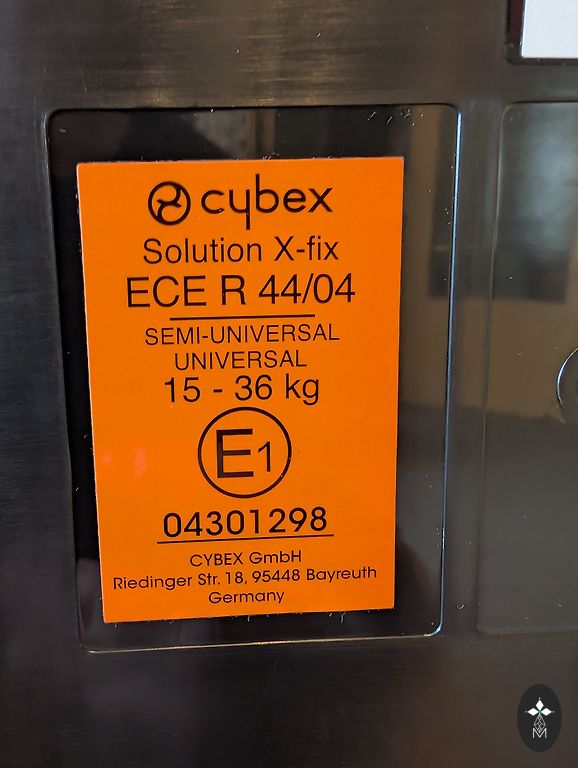 cybex
Solution X-fix
ECE R 44/04
SEMI-UNIVERSAL
UNIVERSAL
15 - 36 kg
E1
04301298
CYBEX GmbH
Riedinger Str. 18, 95448 Bayreuth
Germany
M